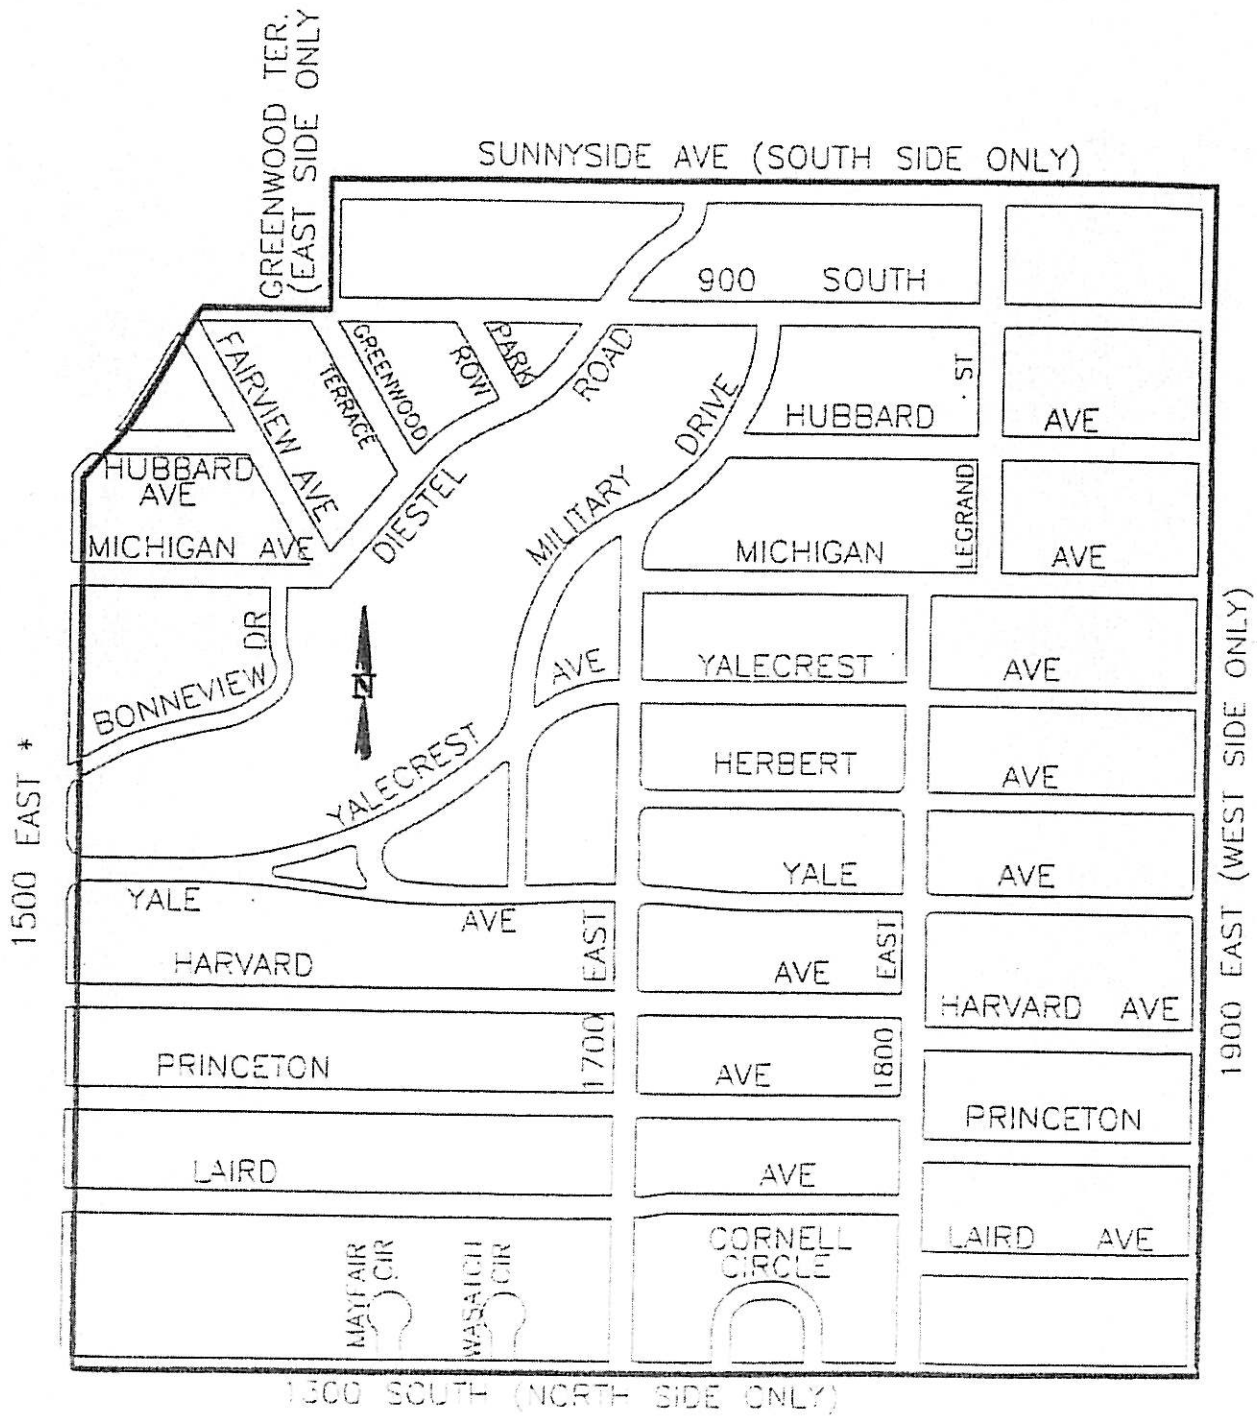 GREENWOOD TER.
(EAST SIDE ONLY
SUNNYSIDE AVE (SOUTH SIDE ONLY)
900 SOUTH
FAIRVIEW AVE
TERRACE
GREENWOOD
ROW
PARK
ROAD
DIESTEL
HUBBARD
AVE
MICHIGAN AVE
MILITARY
DRIVE
HUBBARD
ST
AVE
MICHIGAN
LEGRAND
AVE
BONNEVIEW
DR
N
AVE
YALECREST
AVE
HERBERT
AVE
YALECREST
1500 EAST *
1900 EAST (WEST SIDE ONLY)
YALE
AVE
YALE
AVE
HARVARD
EAST
AVE
EAST
HARVARD AVE
PRINCETON
1700
AVE
1800
PRINCETON
LAIRD
AVE
LAIRD AVE
MAYFAIR
CIR
WASATCH
CIR
CORNELL
CIRCLE
1300 SOUTH (NORTH SIDE ONLY)